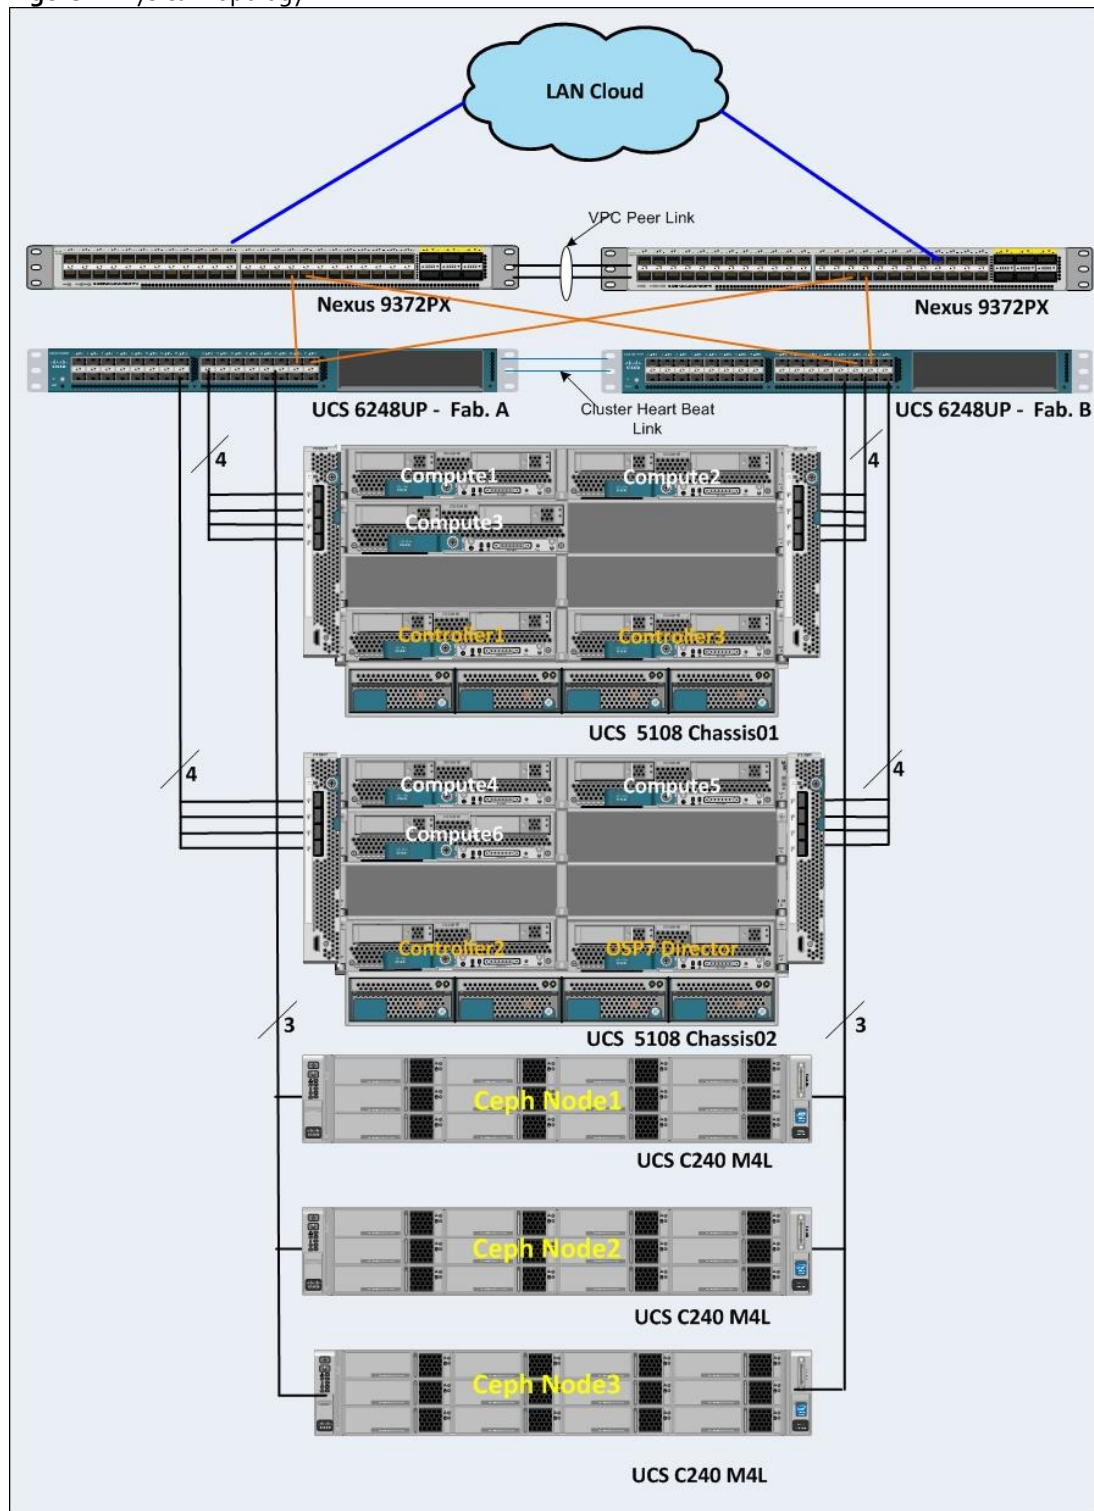 LAN Cloud
VPC Peer Link
Nexus 9372PX
Nexus 9372PX
UCS 6248UP - Fab. A
Cluster Heart Beat
Link
UCS 6248UP - Fab. B
4
4
Compute1
Compute2
Compute3
Controller1
Controller3
UCS 5108 Chassis01
4
4
Compute4
Compute5
Compute6
Controller2
OSP7 Director
UCS 5108 Chassis02
3
3
Ceph Node1
UCS C240 M4L
Ceph Node2
UCS C240 M4L
Ceph Node3
UCS C240 M4L